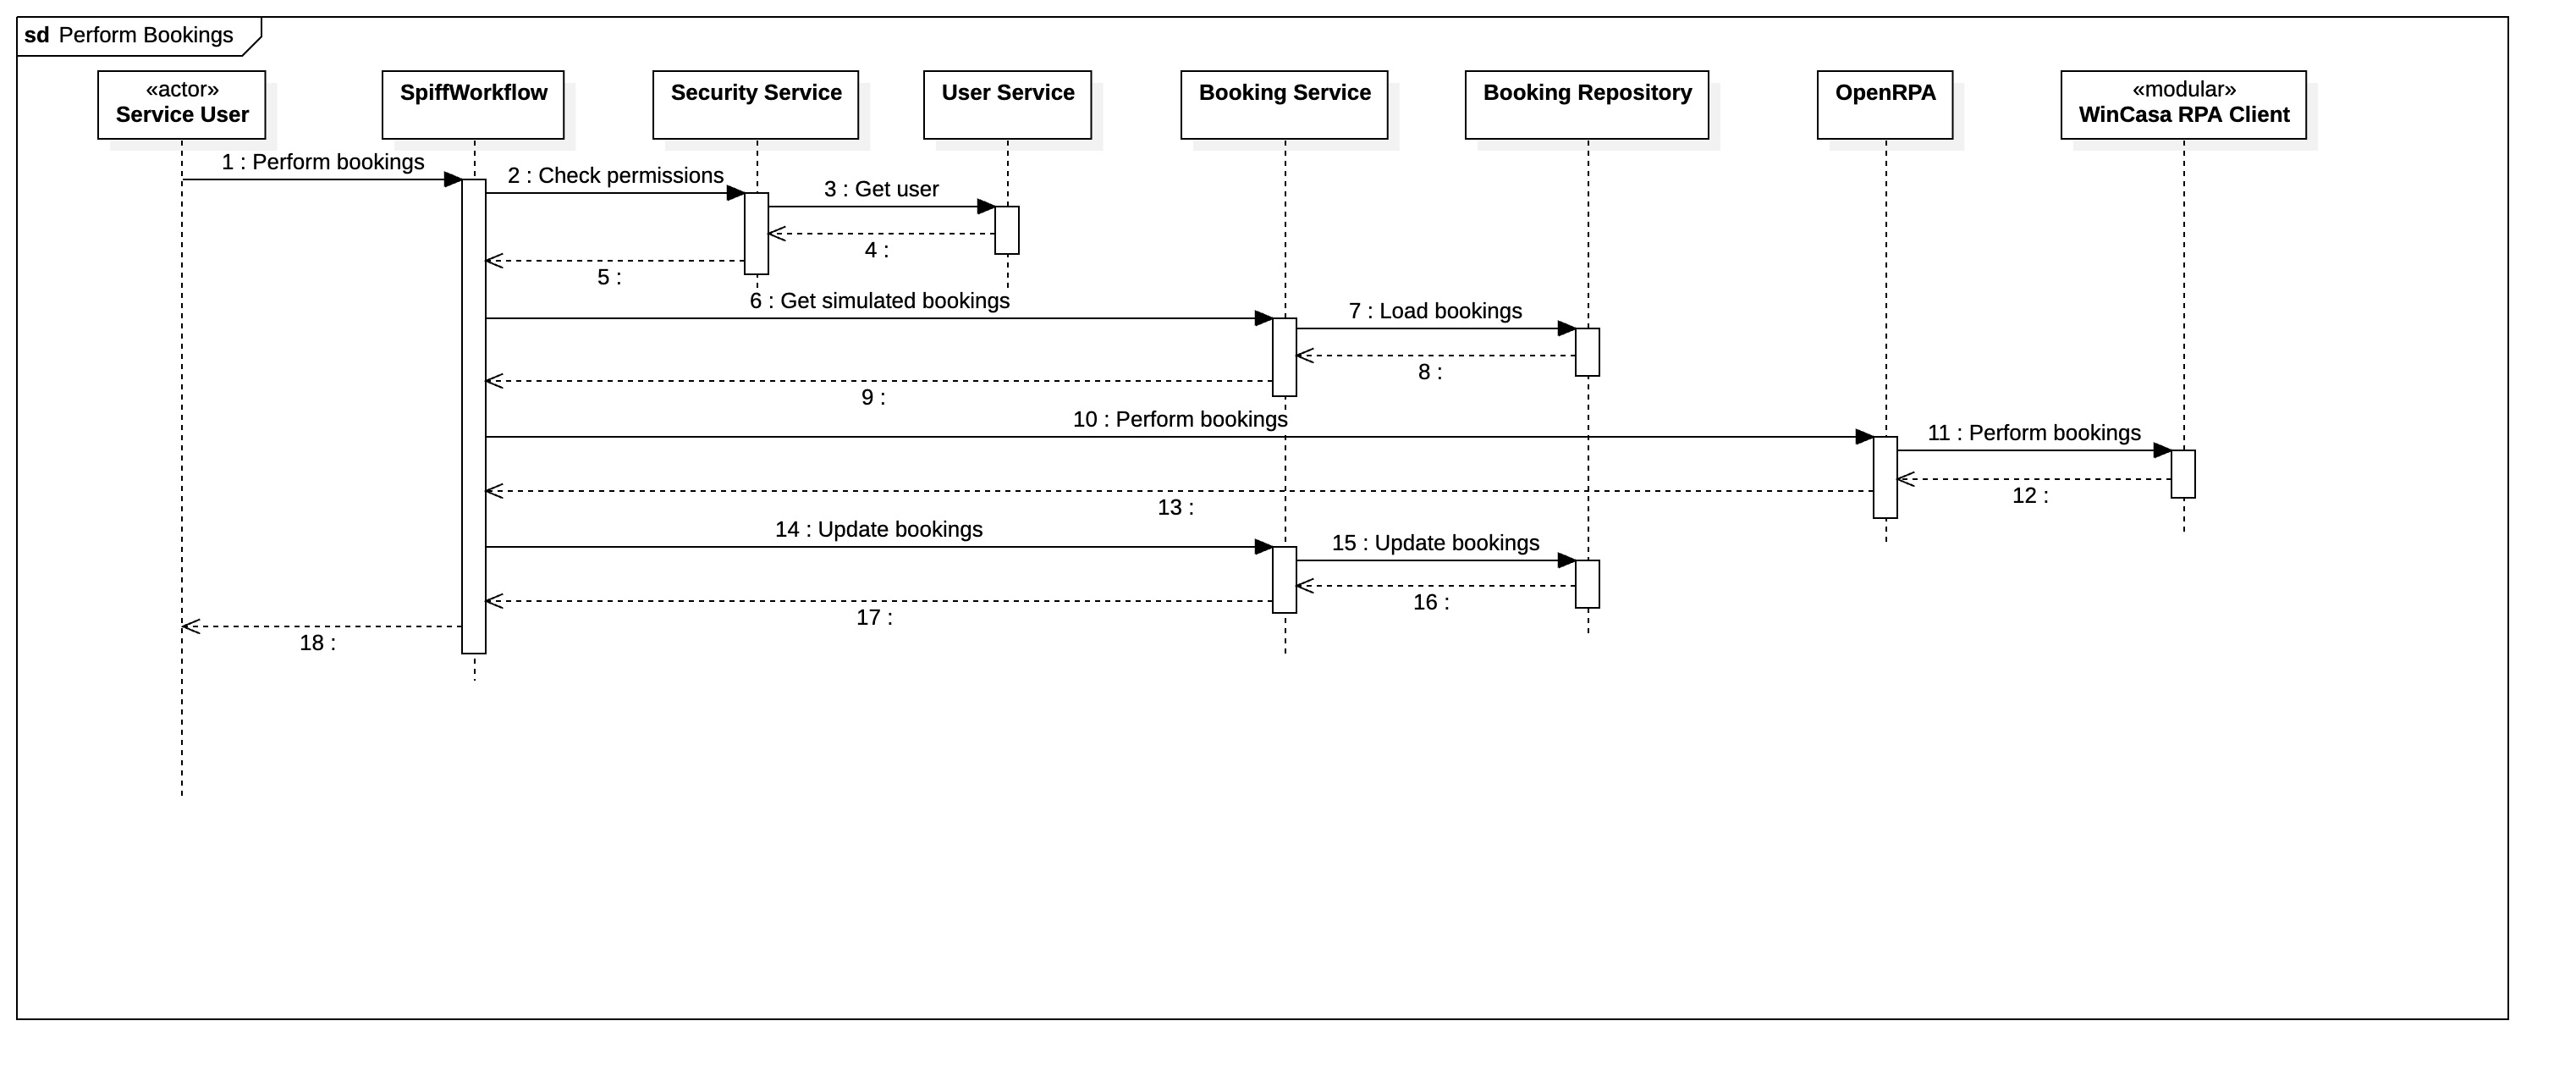 sd Perform Bookings
«actor»
Service User
SpiffWorkflow
Security Service
User Service
Booking Service
Booking Repository
OpenRPA
«modular»
WinCasa RPA Client
1 : Perform bookings
2 : Check permissions
3 : Get user
4 :
5 :
6 : Get simulated bookings
7 : Load bookings
8 :
9 :
10 : Perform bookings
11 : Perform bookings
12 :
13 :
14 : Update bookings
15 : Update bookings
16 :
17 :
18 :